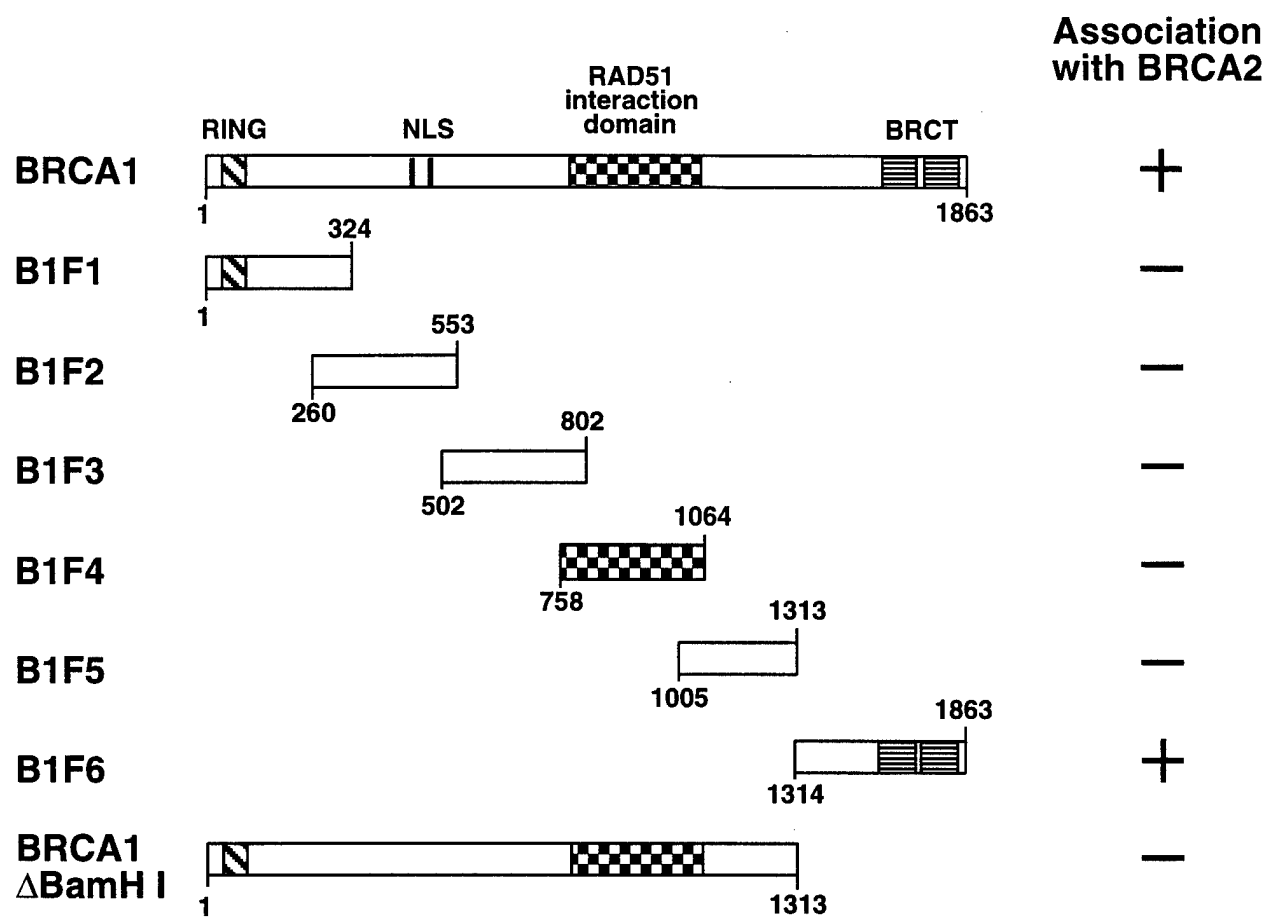 Association
with BRCA2
RAD51
interaction
domain
RING
NLS
BRCT
BRCA1
+
1
1863
324
B1F1
—
1
553
B1F2
—
260
802
B1F3
—
502
1064
B1F4
—
758
1313
B1F5
—
1005
1863
B1F6
+
1314
BRCA1
ΔBamH I
—
1
1313